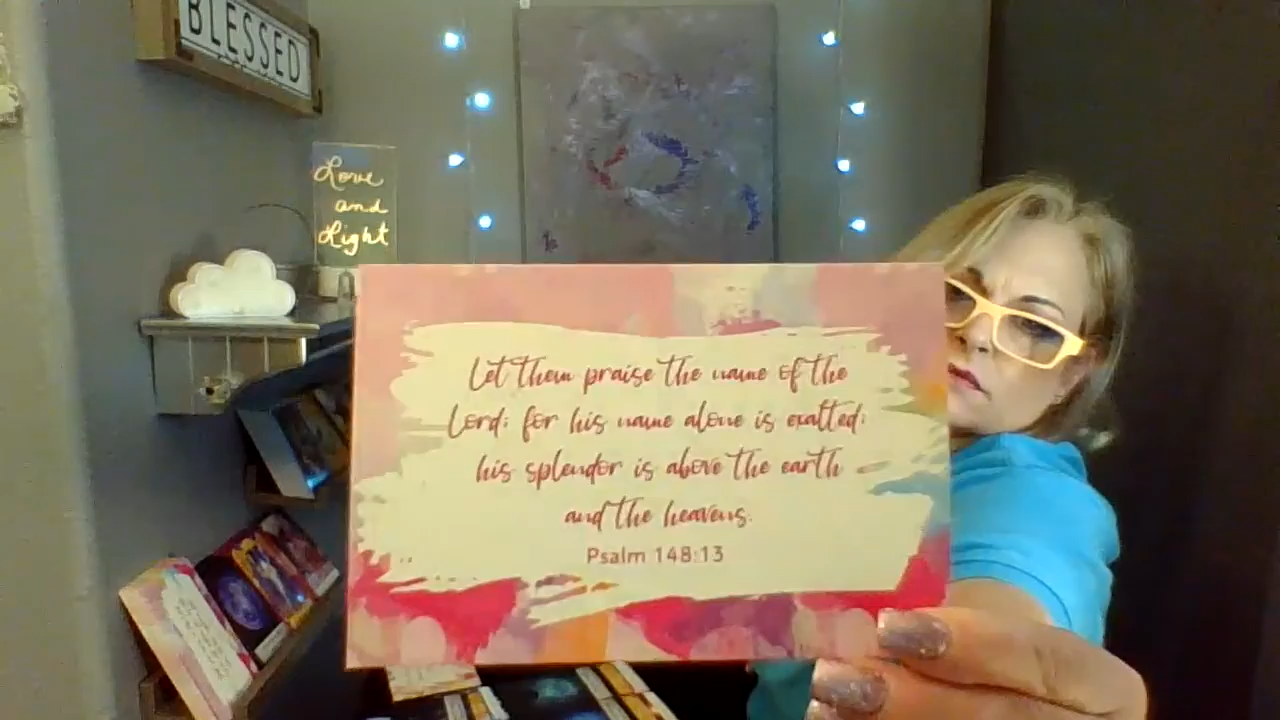 BLESSED
Love
and
Light
Let them praise the name of the
Lord; for his name alone is exalted;
his splendor is above the earth
and the heavens.
Psalm 148:13